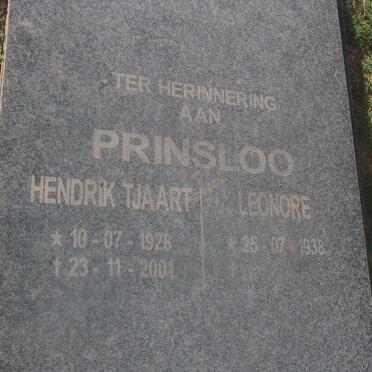 TER HERINNERING
AAN
PRINSLOO
HENDRIK TJAART LEONORE
★ 10-07-1928 ★ 25-07-1938
† 23-11-2001 †